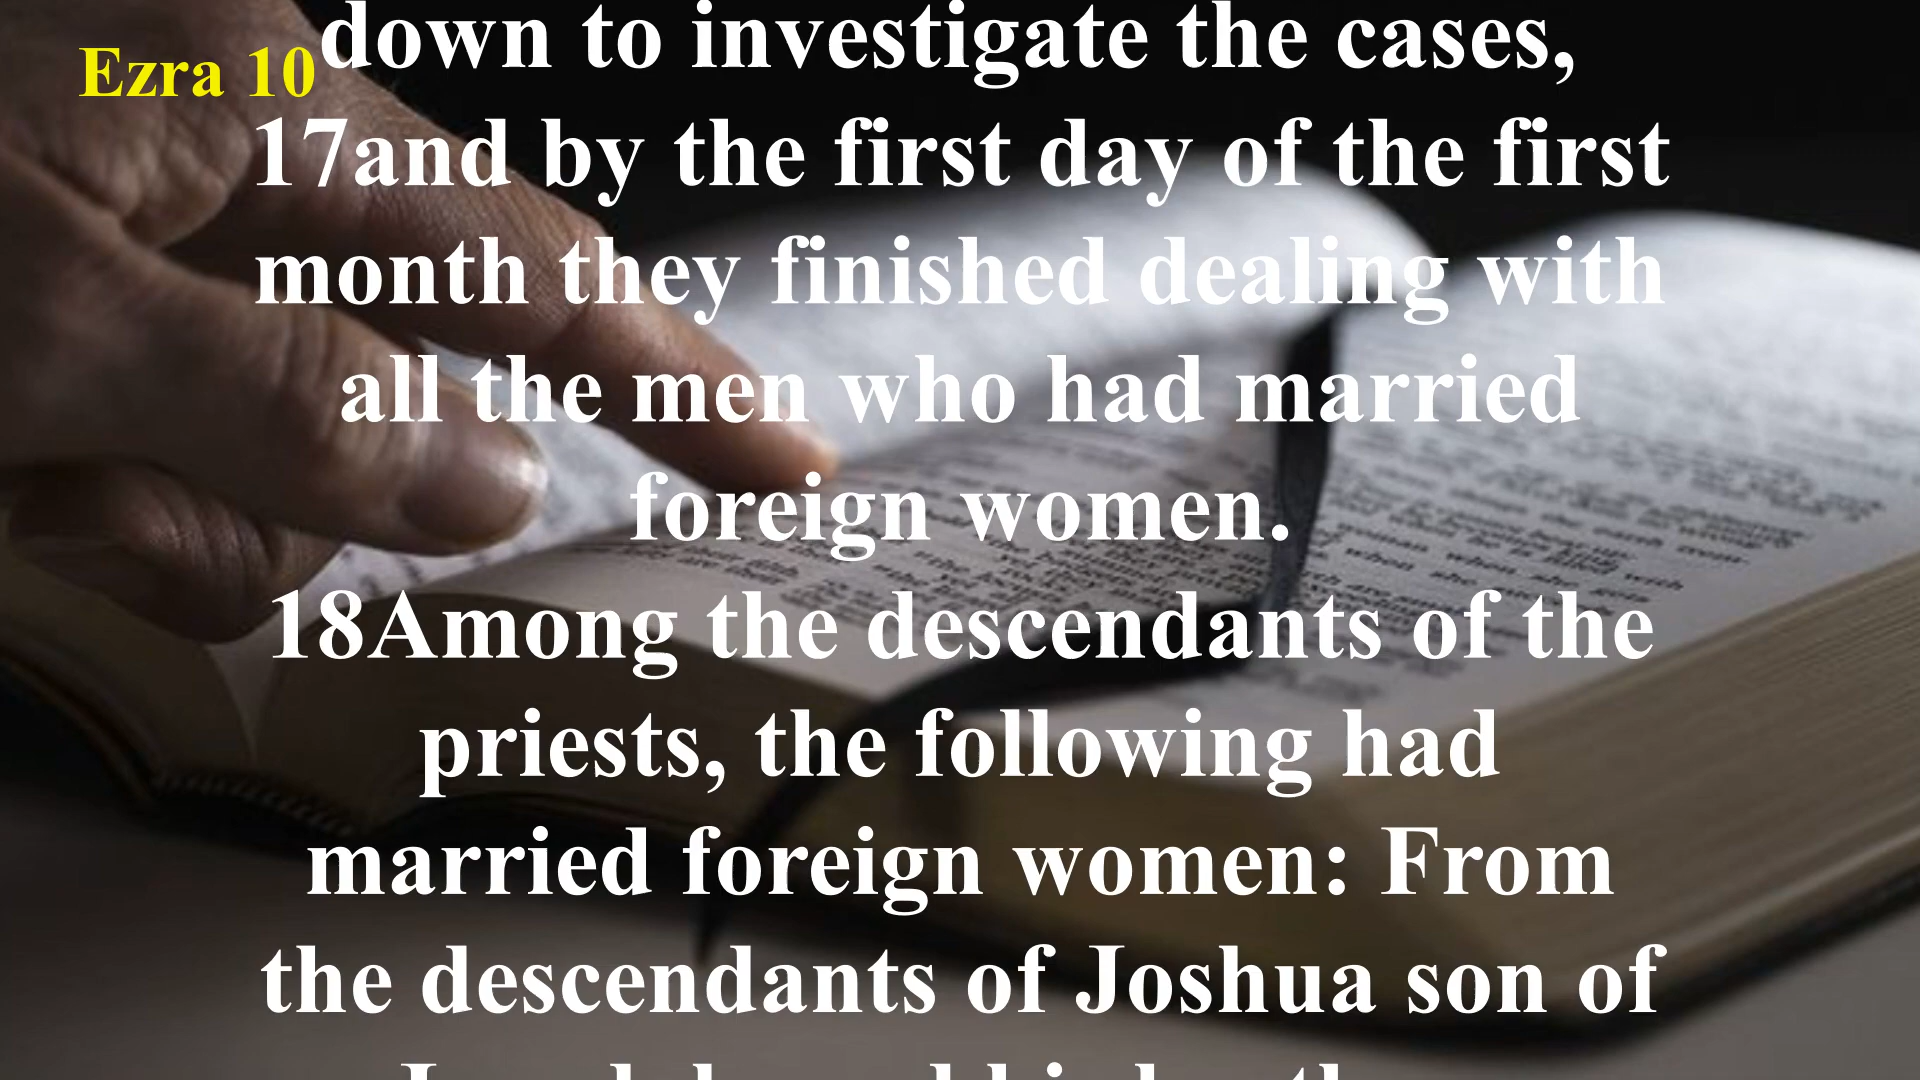 down to investigate the cases,
Ezra 10
17and by the first day of the first
month they finished dealing with
all the men who had married
foreign women.
18Among the descendants of the
priests, the following had
married foreign women: From
the descendants of Joshua son of